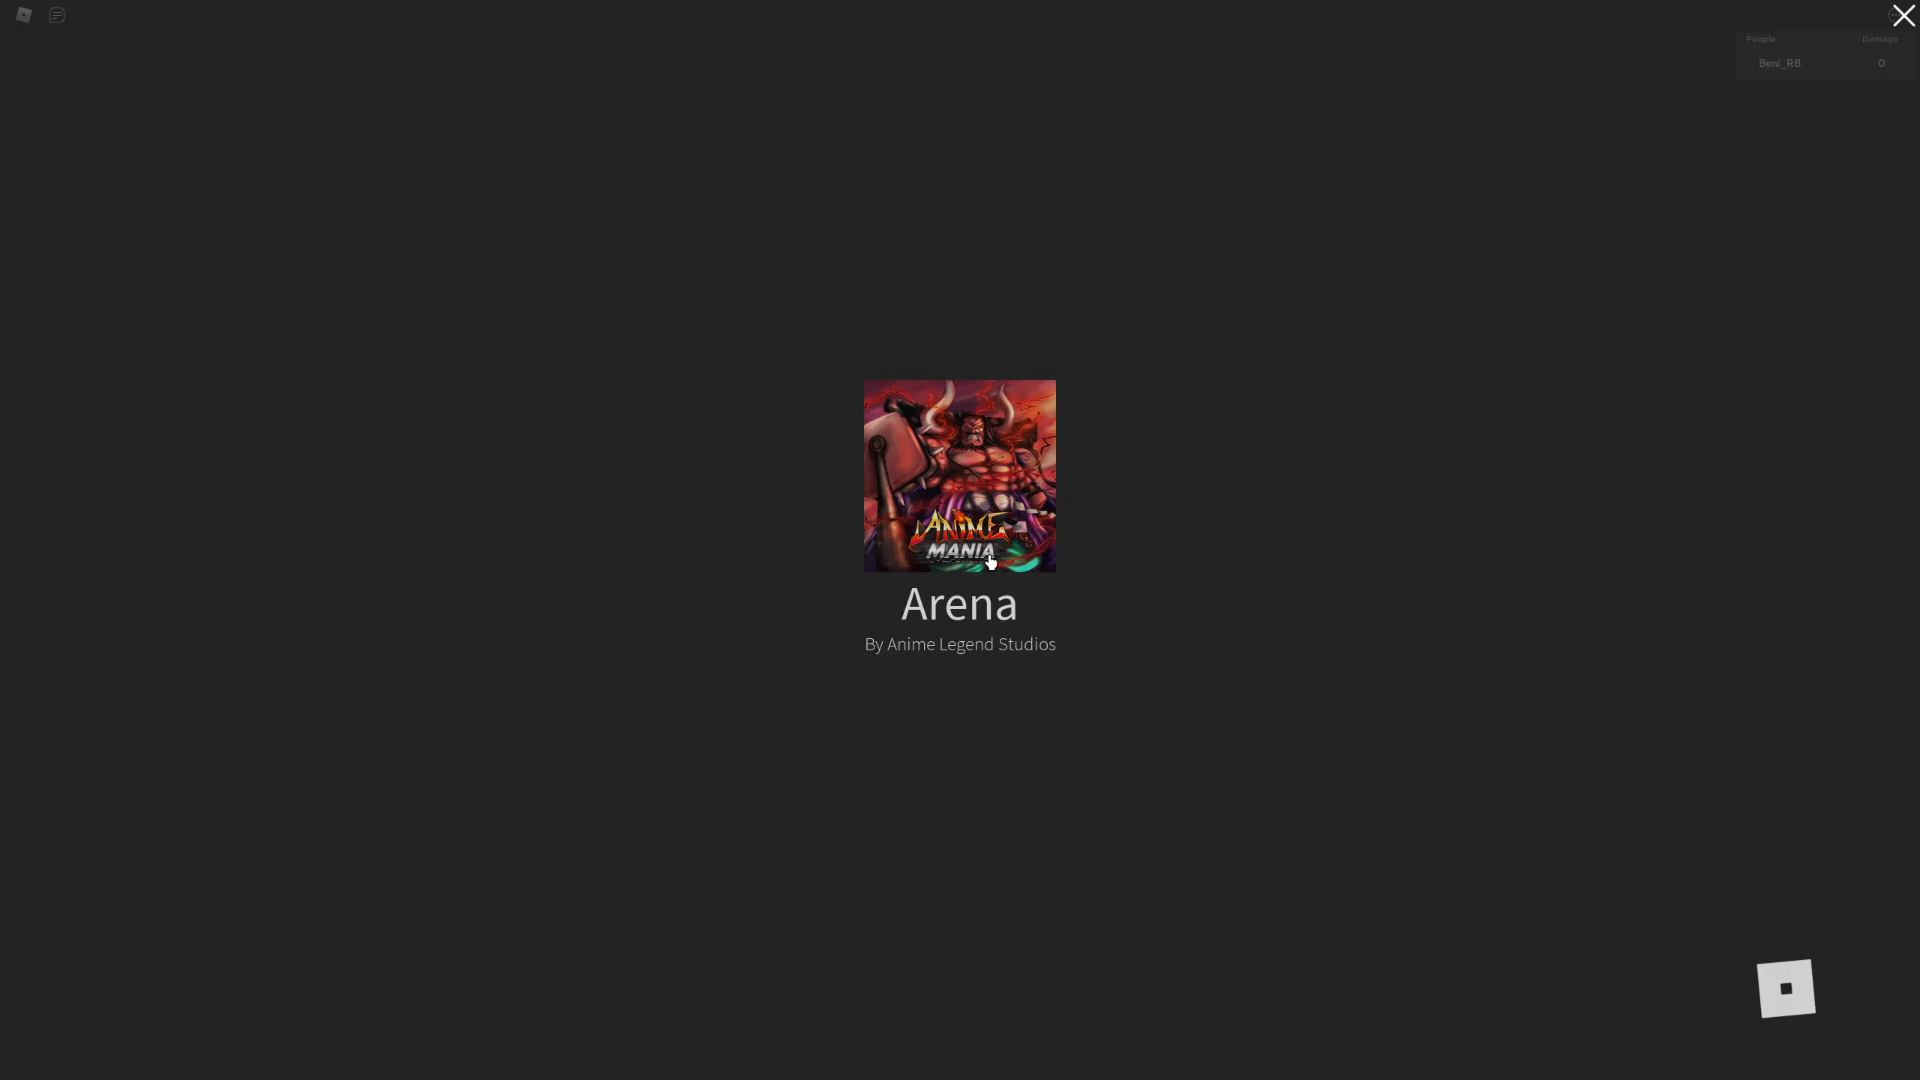 People Damage
Beni_RB 0
ANIME
MANIA
Arena
By Anime Legend Studios